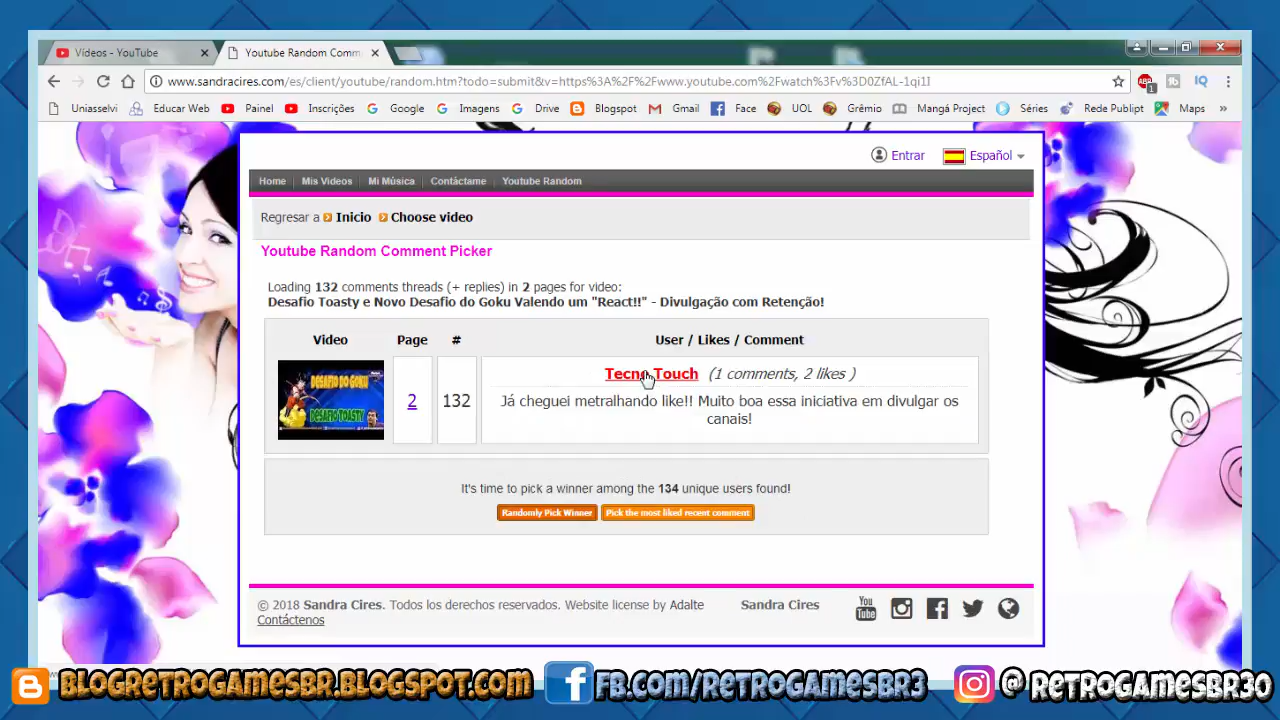 Vídeos - YouTube
Youtube Random Comm
www.sandracires.com/es/client/youtube/random.htm?todo=submit&v=https%3A%2F%2Fwww.youtube.com%2Fwatch%3Fv%3D0ZfAL-1qi1I
ABP
1
IQ
Uniasselvi
Educar Web
Painel
Inscrições
Google
Imagens
Drive
Blogspot
Gmail
Face
UOL
Grêmio
Mangá Project
Séries
Rede Publipt
Maps
»
Entrar
Español
Home
Mis Videos
Mi Música
Contáctame
Youtube Random
Regresar a Inicio Choose video
Youtube Random Comment Picker
Loading 132 comments threads (+ replies) in 2 pages for video:
Desafio Toasty e Novo Desafio do Goku Valendo um "React!!" - Divulgação com Retenção!
Video
Page
#
User / Likes / Comment
DESAFIO DO GOKU
DESAFIO TOASTY
2
132
Tecno Touch (1 comments, 2 likes )
Já cheguei metralhando like!! Muito boa essa iniciativa em divulgar os
canais!
It's time to pick a winner among the 134 unique users found!
Randomly Pick Winner
Pick the most liked recent comment
© 2018 Sandra Cires. Todos los derechos reservados. Website license by Adalte
Contáctenos
Sandra Cires
You
Tube
BLOGRETROGAMESBR.BLOGSPOT.COM
FB.COM/RETROGAMESBR3
@RETROGAMESBR30